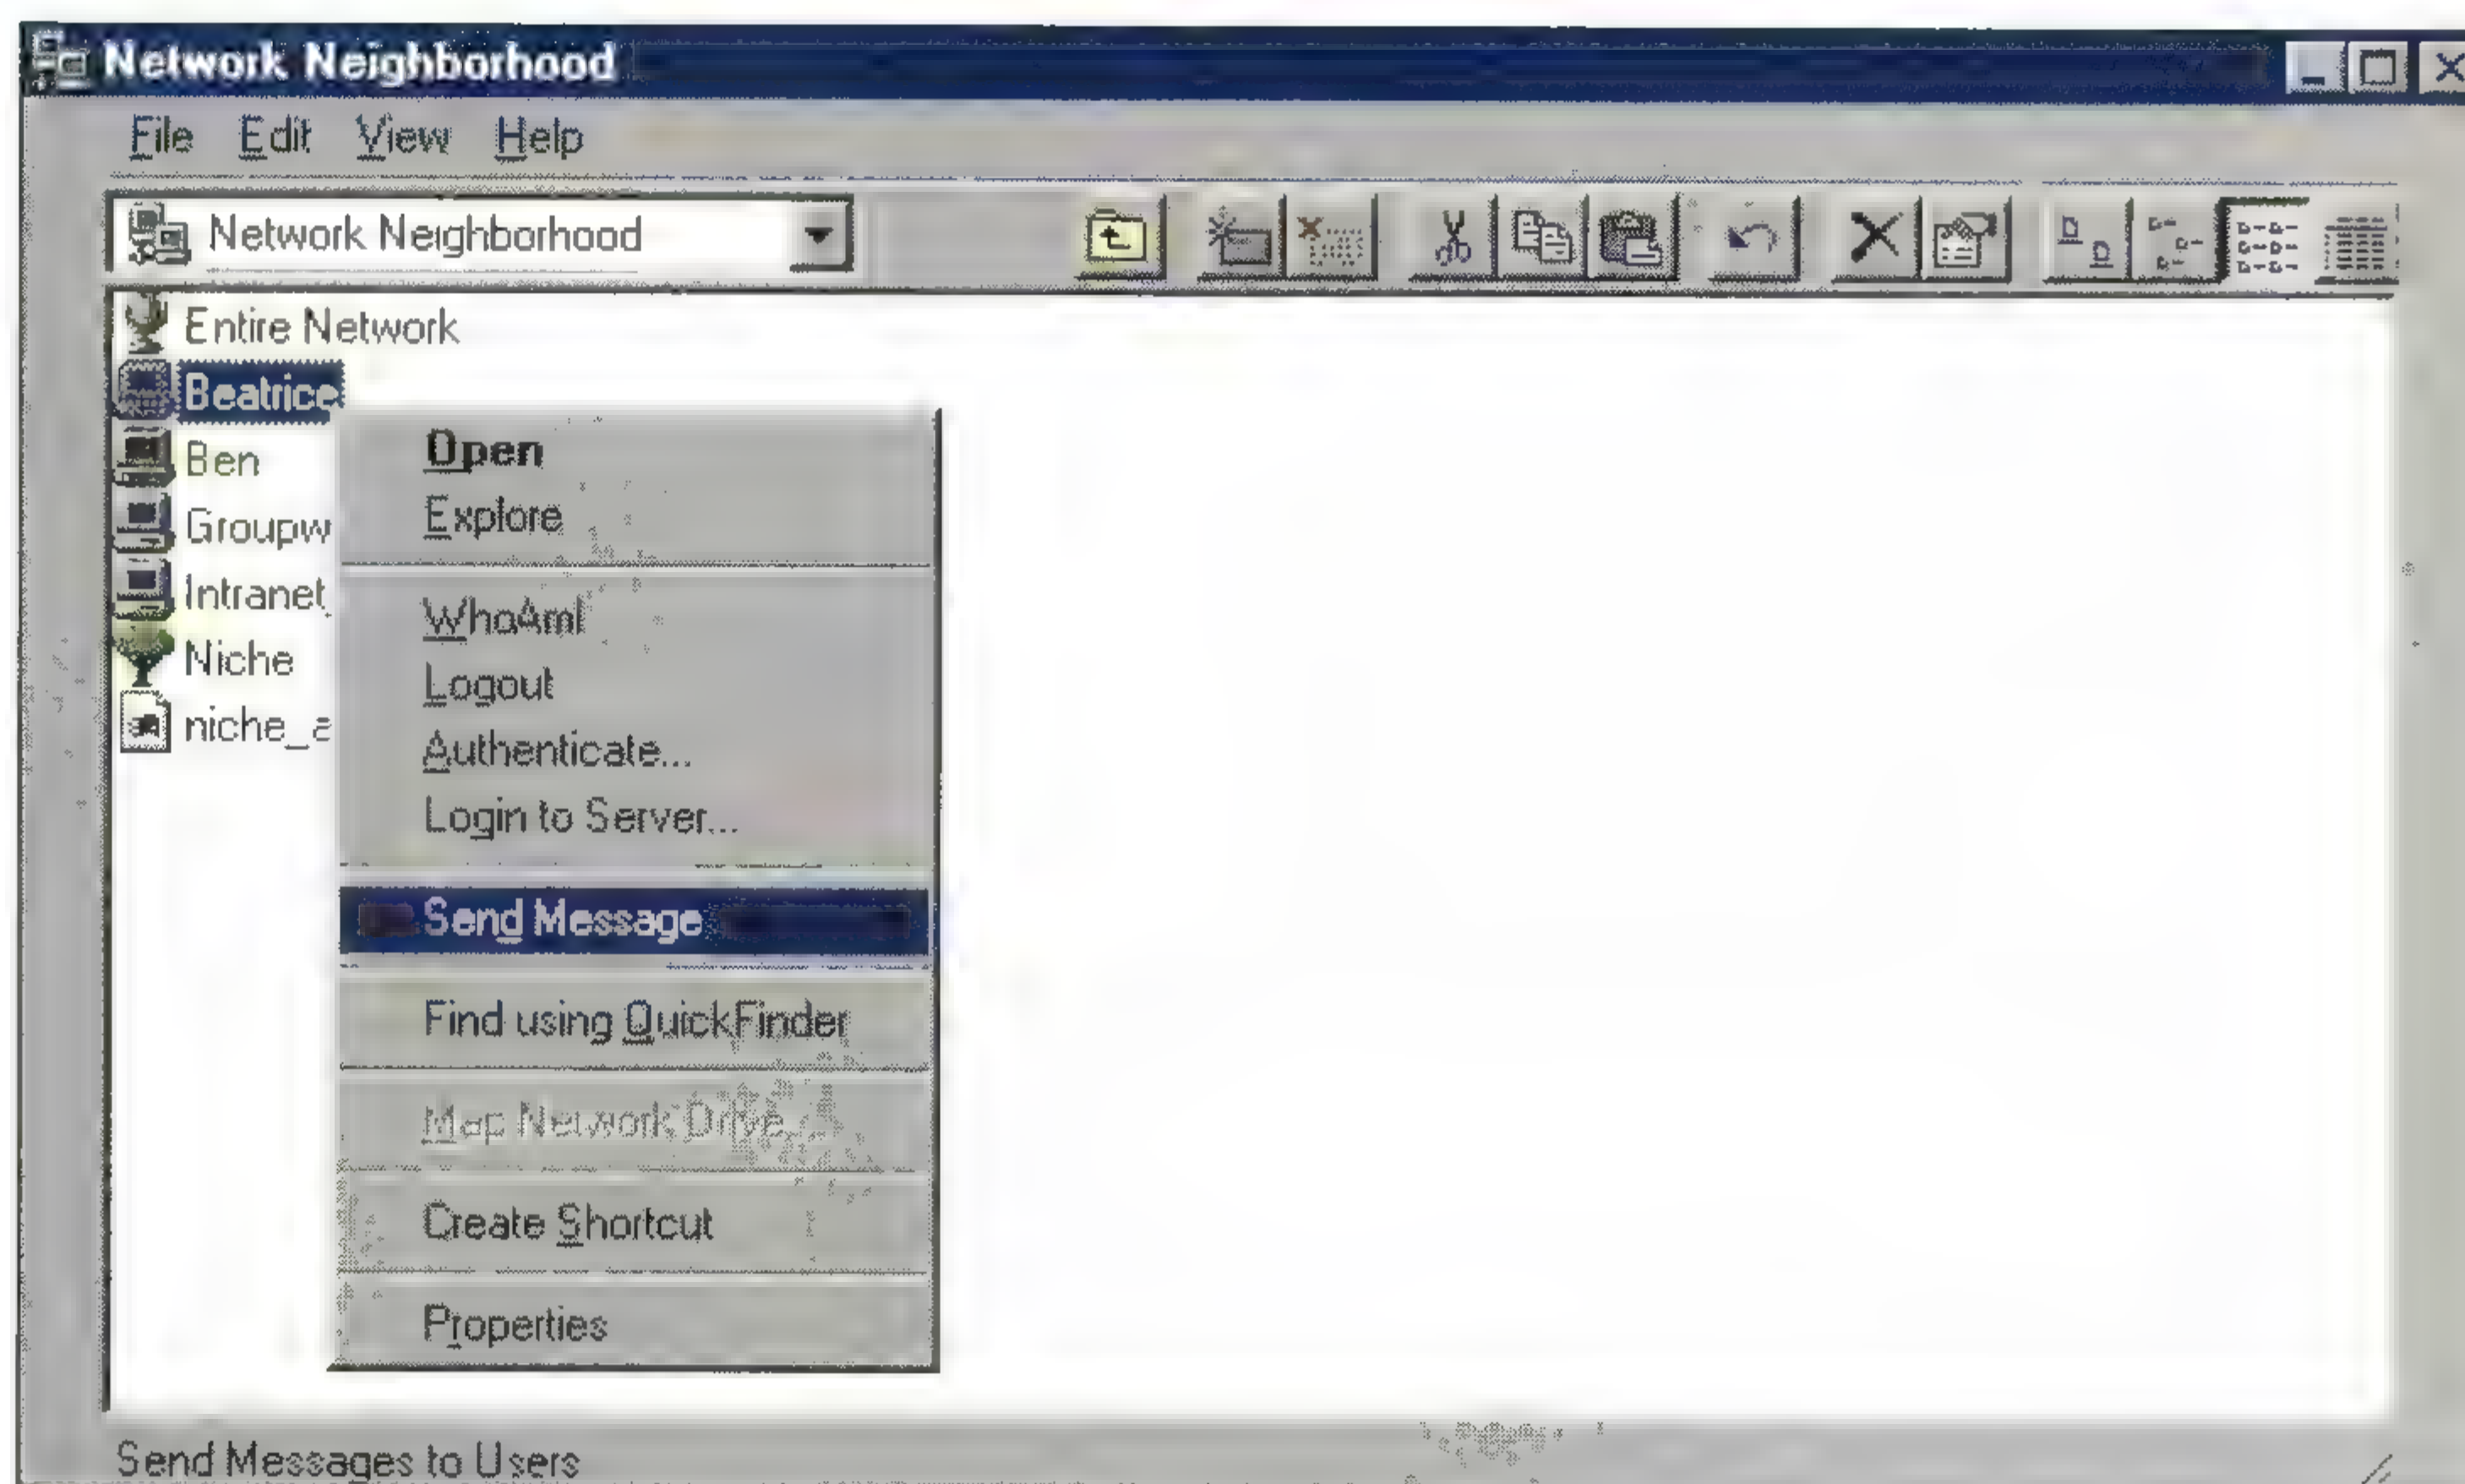 Network Neighborhood
File Edit View Help
Network Neighborhood
Entire Network
Beatrice
Ben
Groupw
Intranet_
Niche
niche_a
Open
Explore
WhoAmI
Logout
Authenticate...
Login to Server...
Send Message
Find using QuickFinder
Map Network Drive...
Create Shortcut
Properties
Send Messages to Users